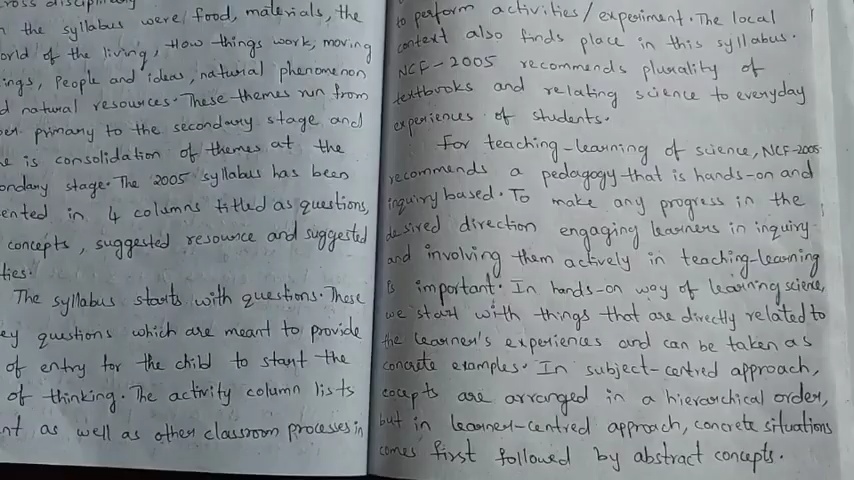 ross disciplinary
the syllabus were food, materials, the
orld of the living, How things work, moving
ings, people and ideas, natural phenomenon
d natural resources. These themes run from
per primary to the secondary stage and
e is consolidation of themes at the
ondary stage. The 2005 syllabus has been
ented in 4 columns titled as questions,
concepts, suggested resource and suggested
ties.
The syllabus starts with questions. These
ey questions which are meant to provide
of entry for the child to start the
of thinking. The activity column lists
nt as well as other classroom processes in
to perform activities/experiment. The local
context also finds place in this syllabus.
NCF-2005 recommends plurality of
textbooks and relating science to everyday
experiences of students.
For teaching-learning of science, NCF-2005
recommends a pedagogy that is hands-on and
inquiry based. To make any progress in the
desired direction engaging learners in inquiry
and involving them actively in teaching-learning
is important. In hands-on way of learning science,
we start with things that are directly related to
the learner's experiences and can be taken as
concrete examples. In subject-centred approach,
cocepts are arranged in a hierarchical order,
but in learner-centred approach, concrete situations
comes first followed by abstract concepts.